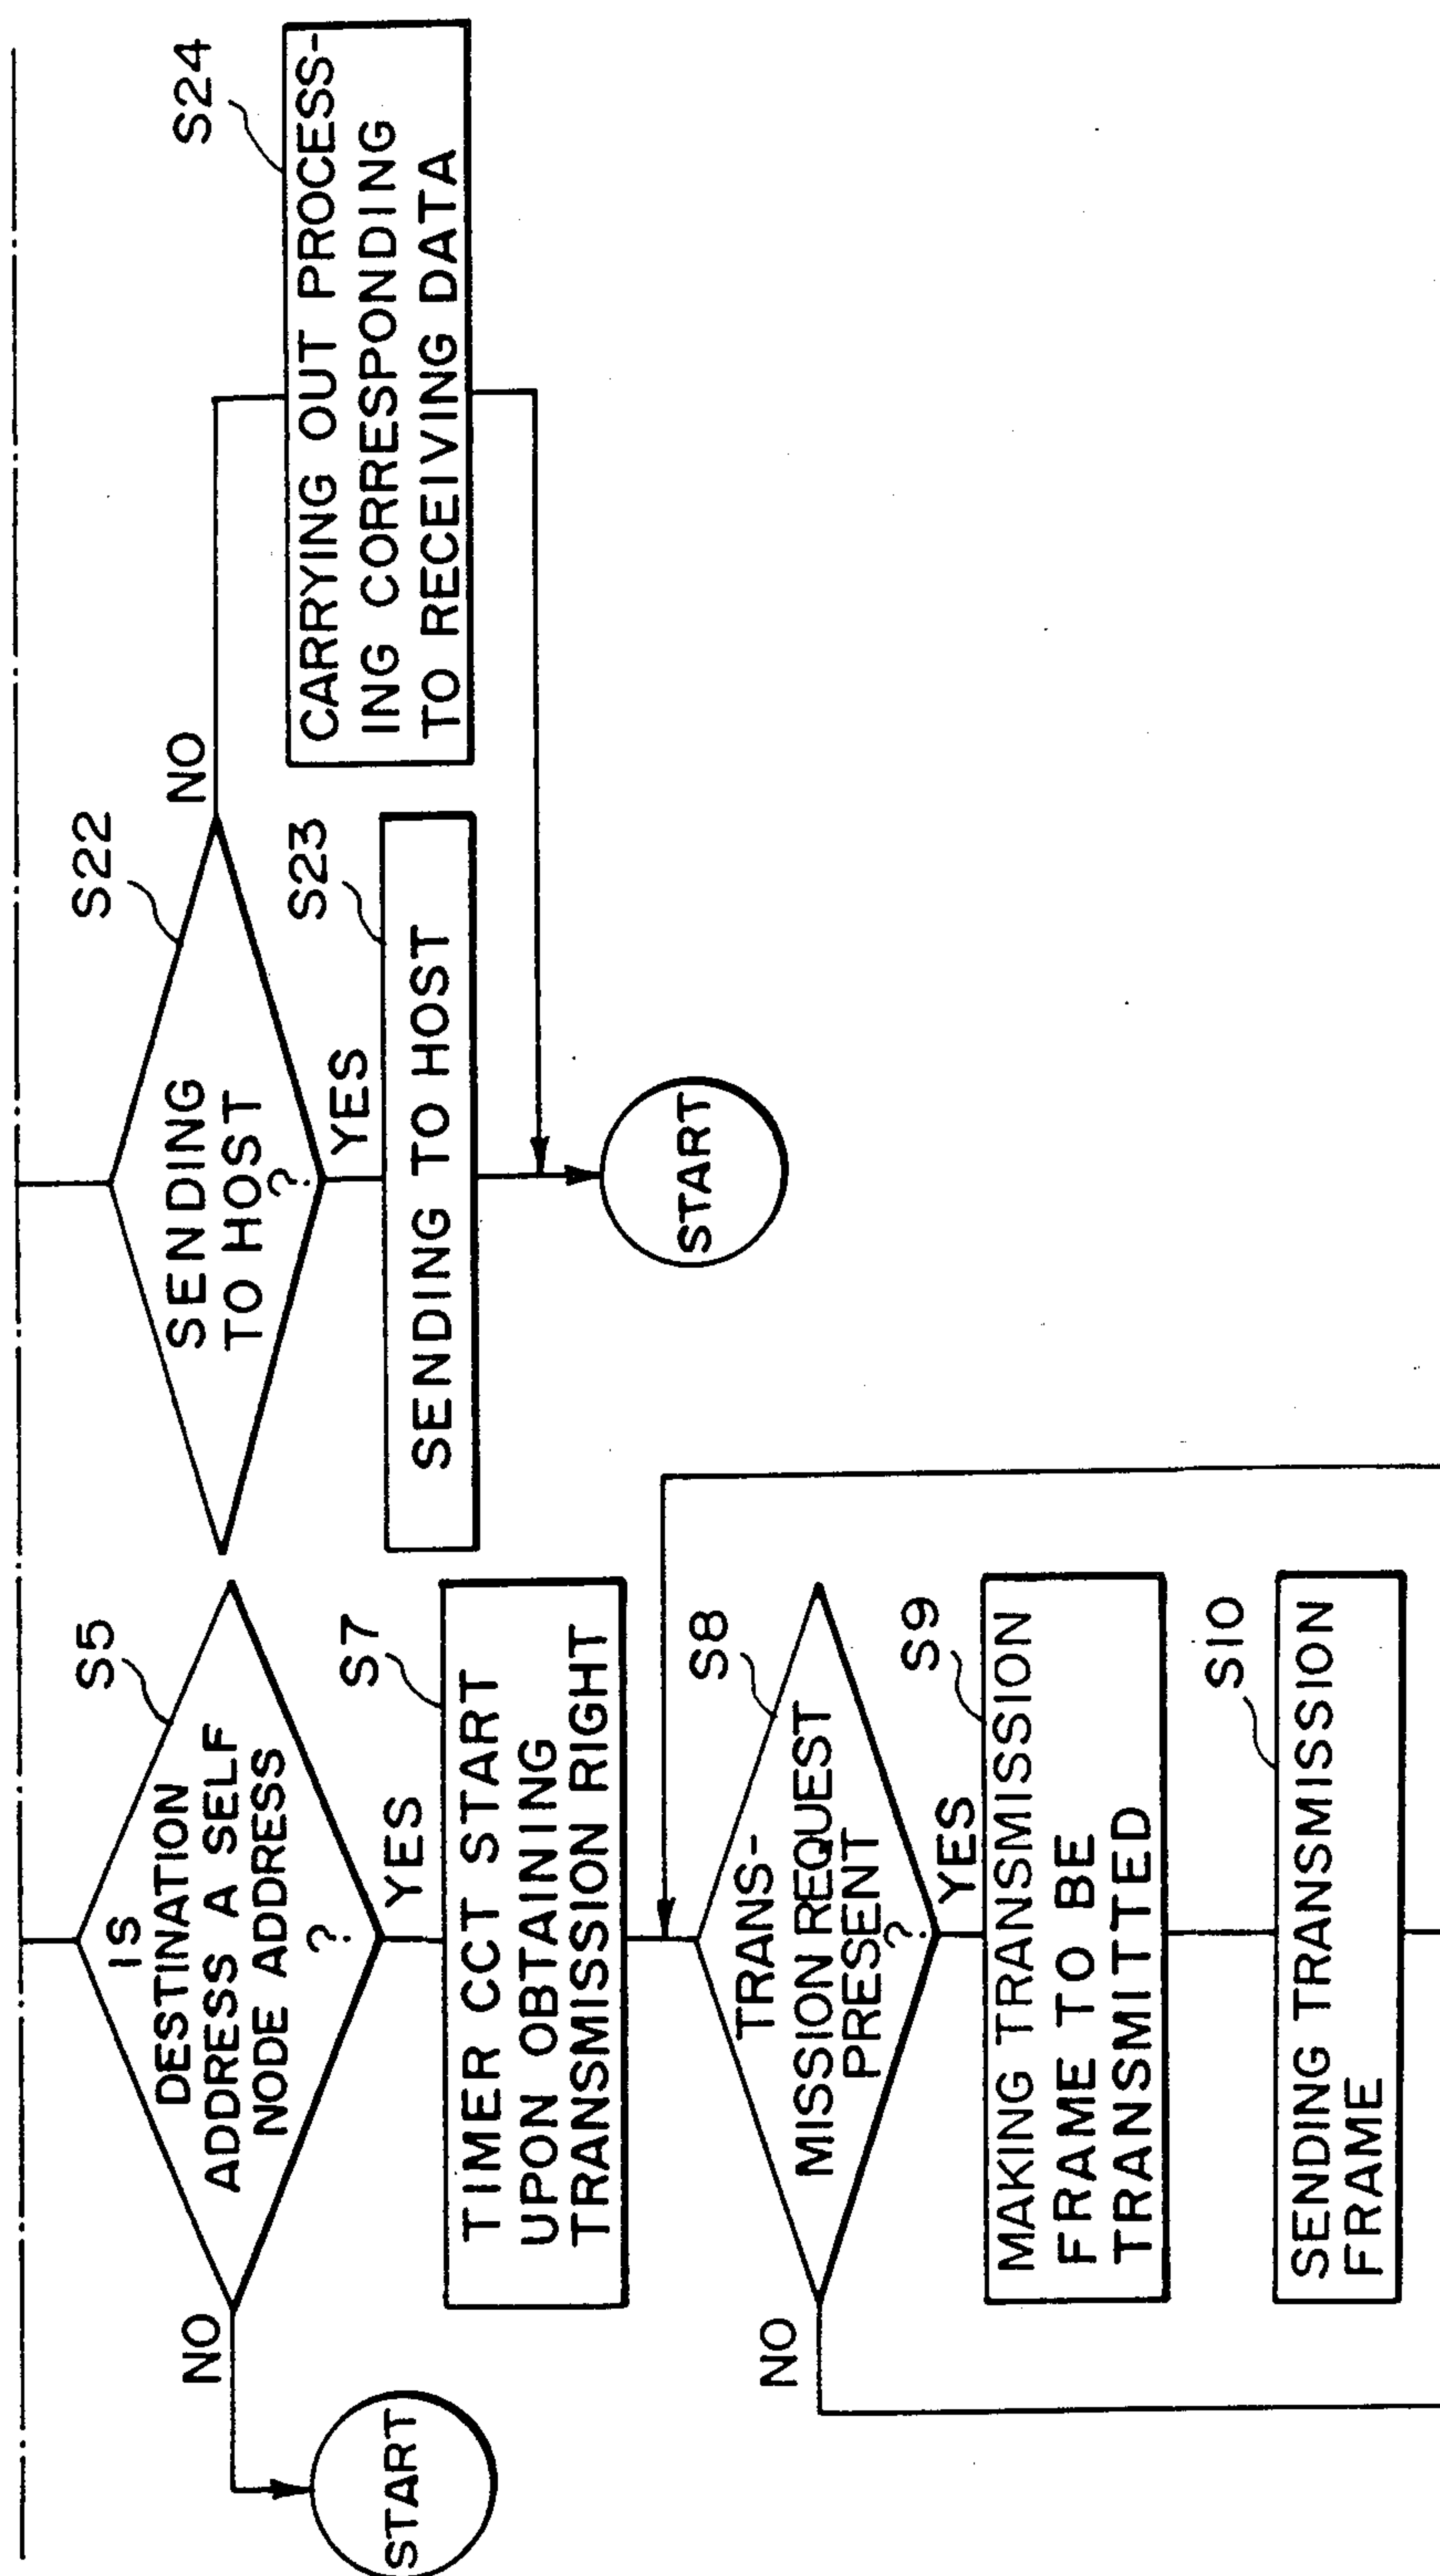 S5
IS
DESTINATION
ADDRESS A SELF
NODE ADDRESS
?
NO
YES
START
S7
TIMER CCT START
UPON OBTAINING
TRANSMISSION RIGHT
S8
TRANS-
MISSION REQUEST
PRESENT
?
NO
YES
S9
MAKING TRANSMISSION
FRAME TO BE
TRANSMITTED
S10
SENDING TRANSMISSION
FRAME
S22
SENDING
TO HOST
?
NO
YES
S23
SENDING TO HOST
START
S24
CARRYING OUT PROCESS-
ING CORRESPONDING
TO RECEIVING DATA